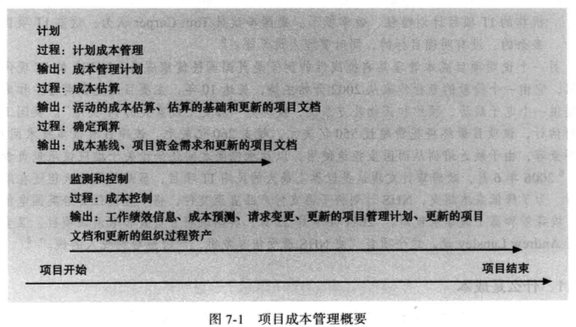 计划
过程：计划成本管理
输出：成本管理计划
过程：成本估算
输出：活动的成本估算、估算的基础和更新的项目文档
过程：确定预算
输出：成本基线、项目资金需求和更新的项目文档
监测和控制
过程：成本控制
输出：工作绩效信息、成本预测、请求变更、更新的项目管理计划、更新的项目
文档和更新的组织过程资产
项目开始 项目结束
图 7-1 项目成本管理概要